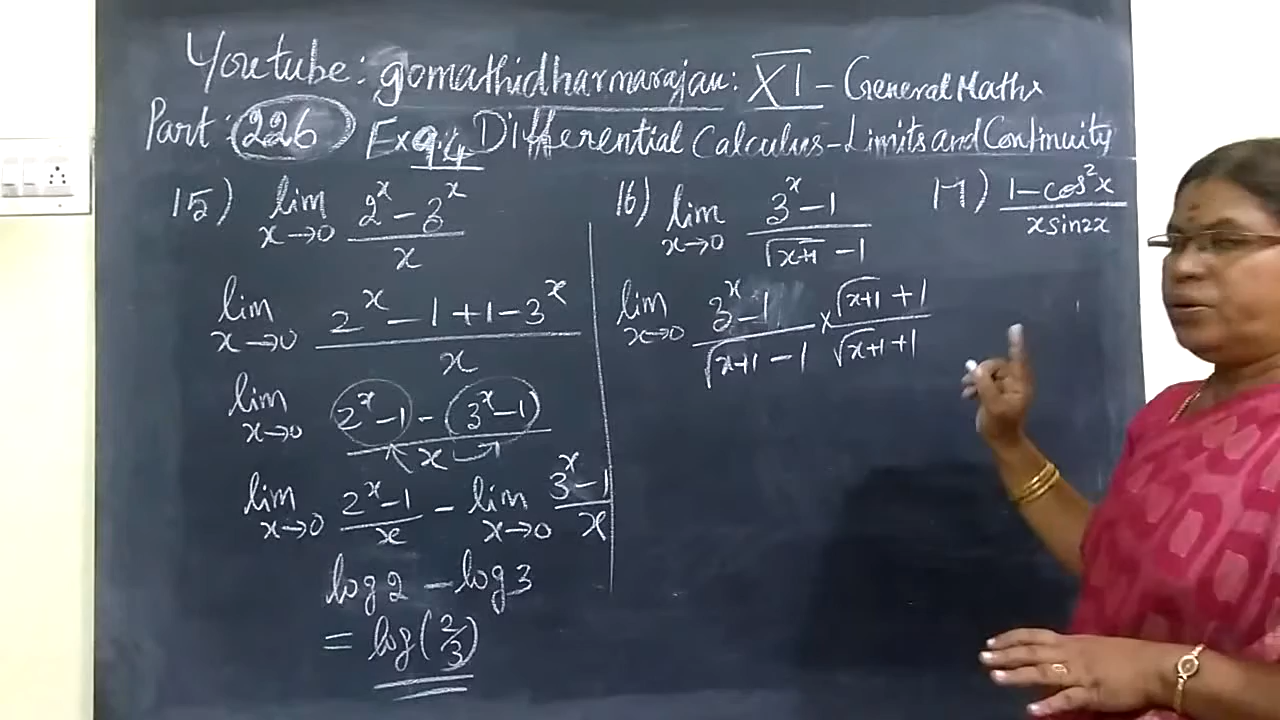 Youtube: gomathidharmarajan: XI - General Maths
Part: 226 Ex 9.4 Differential Calculus - Limits and Continuity
15) lim x→0 (2^x - 3^x)/x
lim x→0 (2^x - 1 + 1 - 3^x)/x
lim x→0 (2^x - 1 - (3^x - 1))/x
lim x→0 (2^x - 1)/x - lim x→0 (3^x - 1)/x
log 2 - log 3
= log(2/3)
16) lim x→0 (3^x - 1)/(√(x+1) - 1)
lim x→0 (3^x - 1)/(√(x+1) - 1) × (√(x+1) + 1)/(√(x+1) + 1)
17) (1 - cos²x)/(x sin2x)